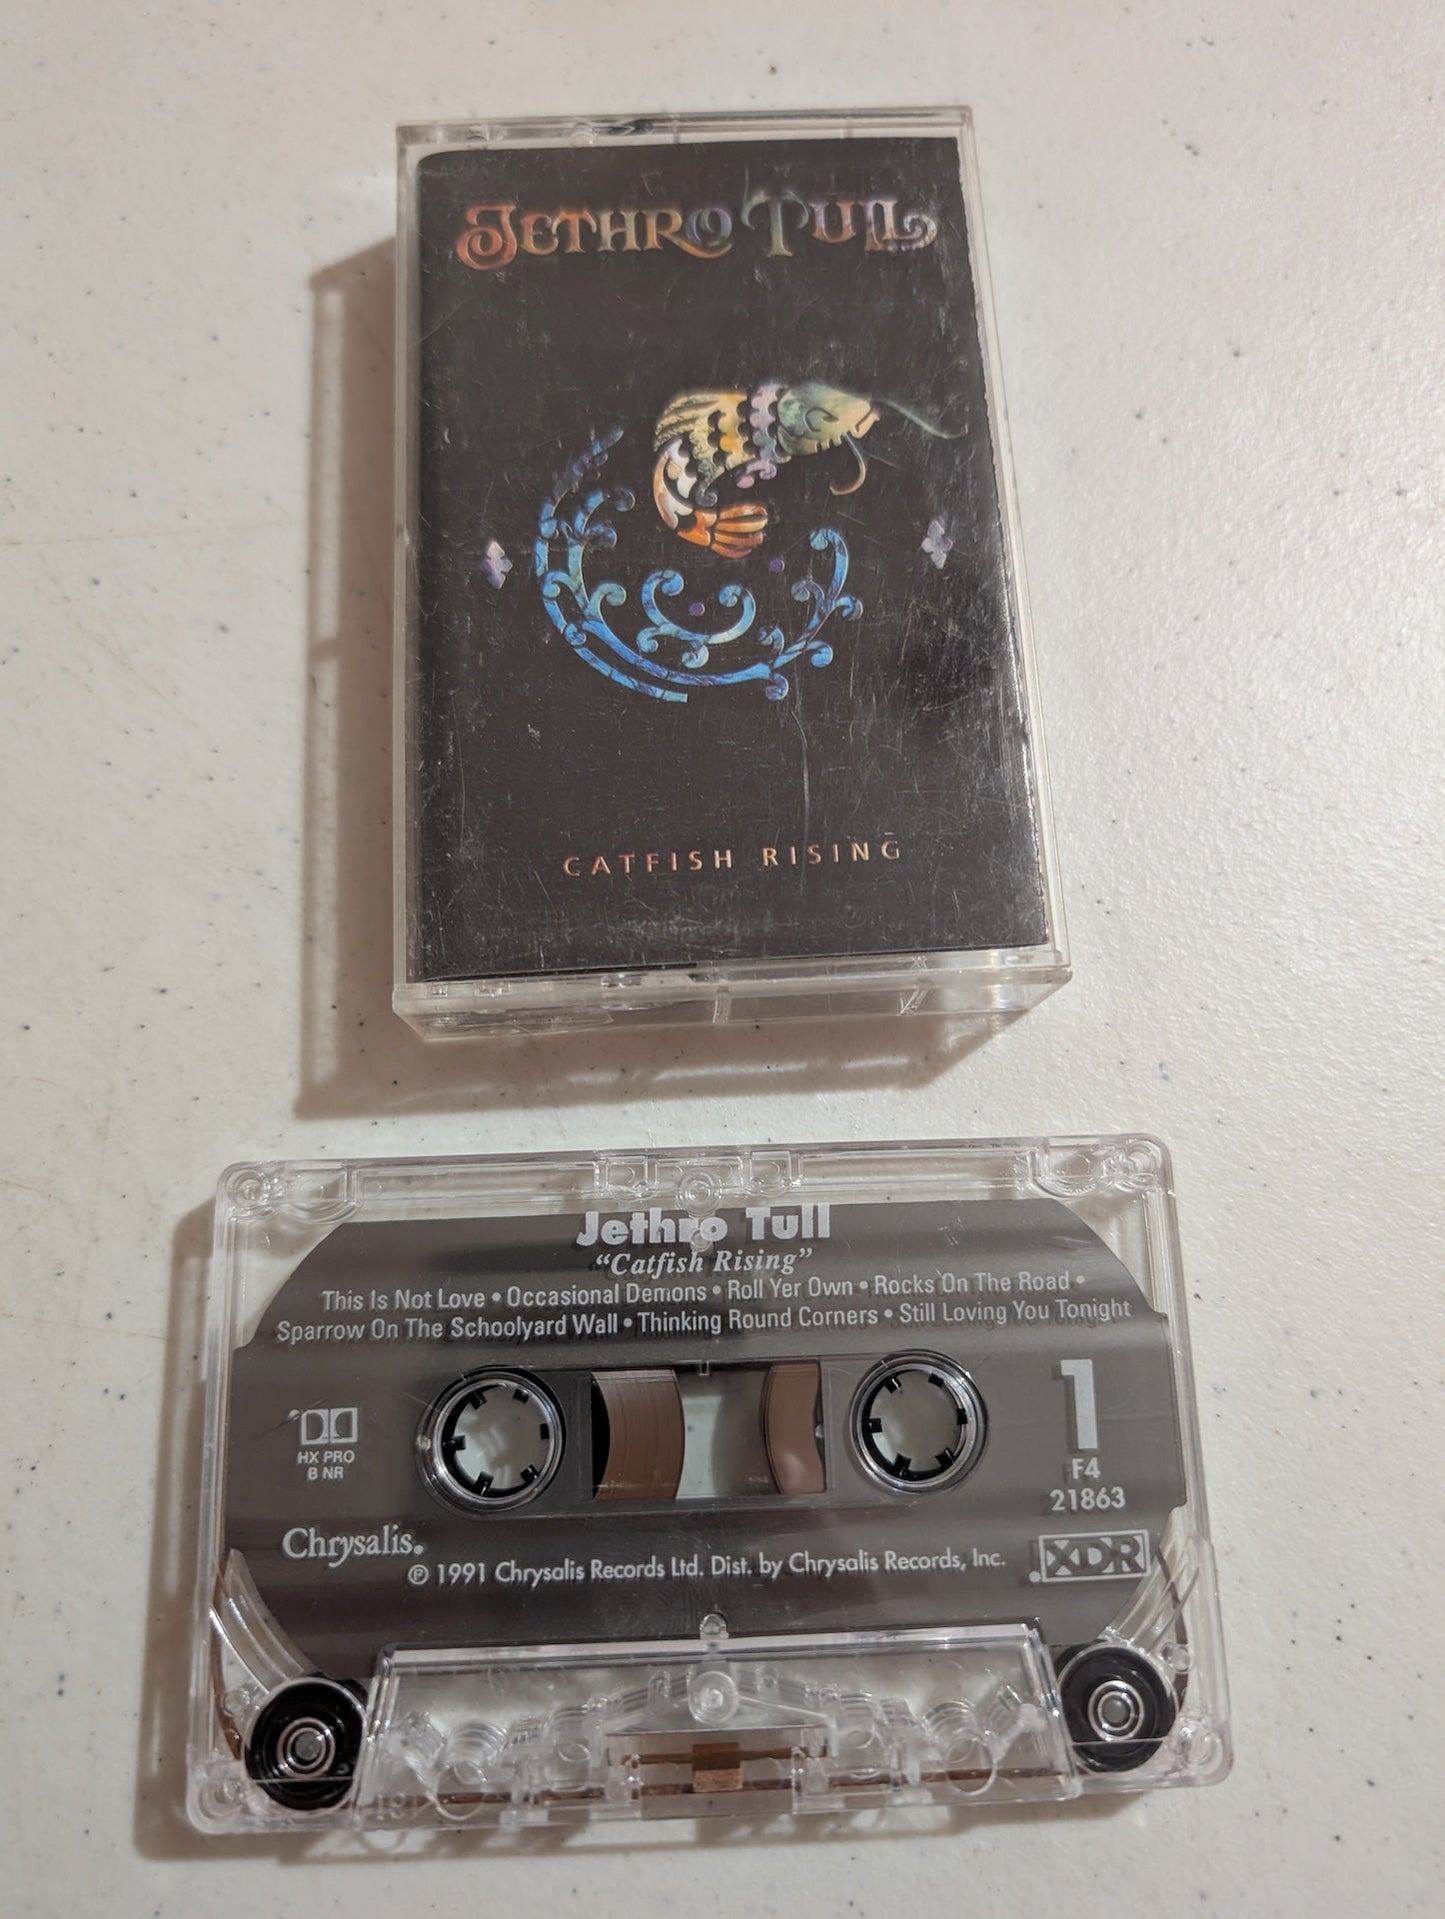 JETHRO TULL
CATFISH RISING
Jethro Tull
“Catfish Rising”
This Is Not Love • Occasional Demons • Roll Yer Own • Rocks On The Road •
Sparrow On The Schoolyard Wall • Thinking Round Corners • Still Loving You Tonight
1
HX PRO
B NR
F4
21863
Chrysalis.
XDR
℗ 1991 Chrysalis Records Ltd. Dist. by Chrysalis Records, Inc.